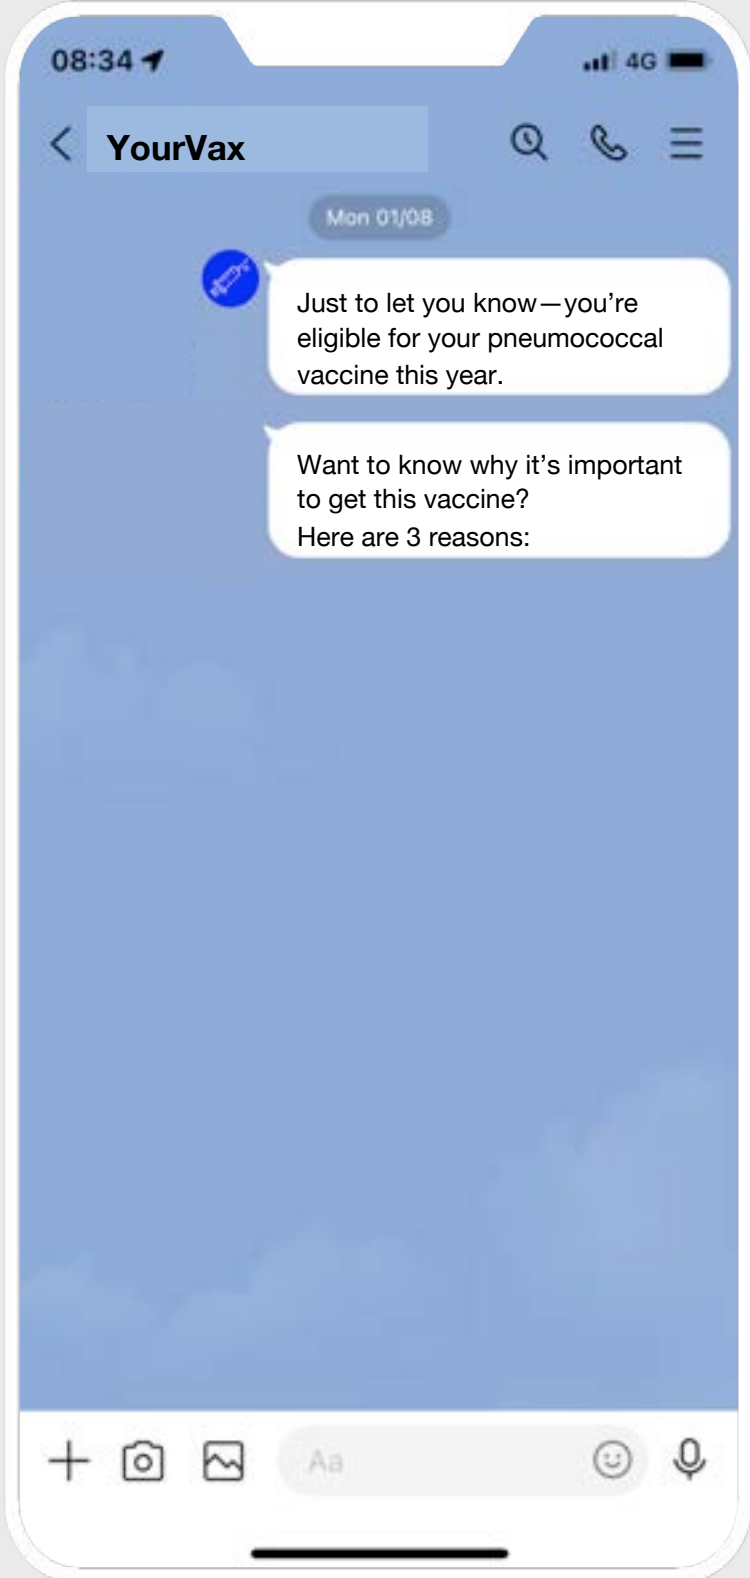 08:34
4G
YourVax
Mon 01/08
Just to let you know—you’re
eligible for your pneumococcal
vaccine this year.
Want to know why it’s important
to get this vaccine?
Here are 3 reasons:
Aa